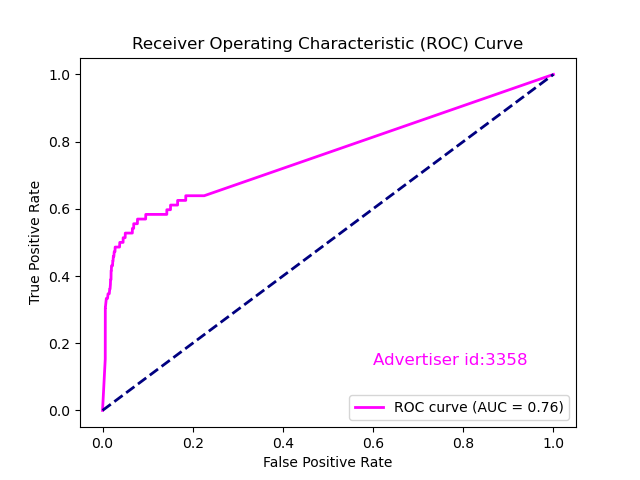 Receiver Operating Characteristic (ROC) Curve
True Positive Rate
1.0
0.8
0.6
0.4
0.2
0.0
Advertiser id:3358
ROC curve (AUC = 0.76)
0.0 0.2 0.4 0.6 0.8 1.0
False Positive Rate